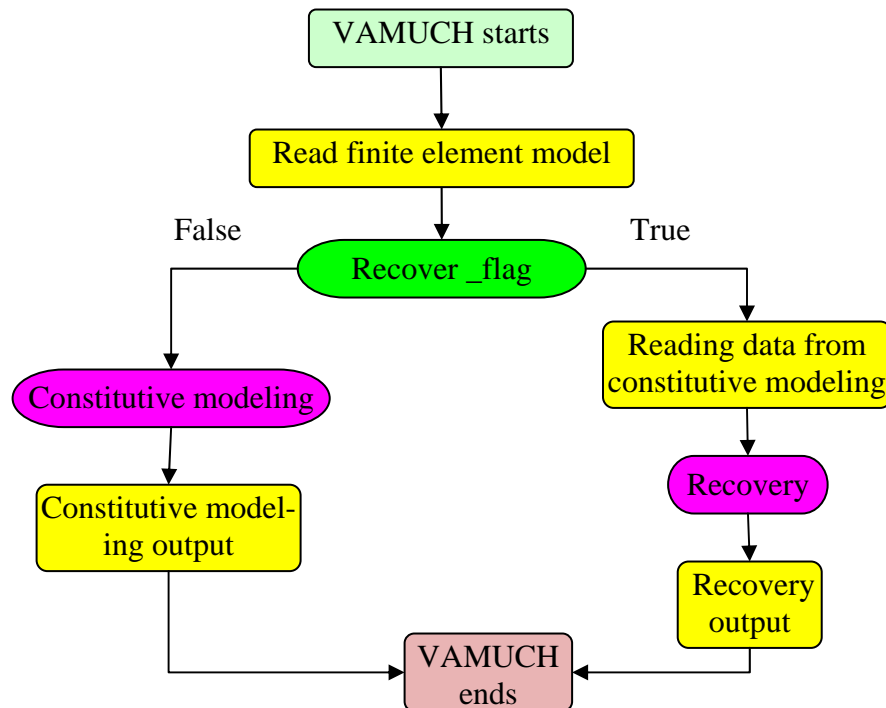 VAMUCH starts
Read finite element model
False
True
Recover _flag
Reading data from
constitutive modeling
Constitutive modeling
Recovery
Constitutive model-
ing output
Recovery
output
VAMUCH
ends